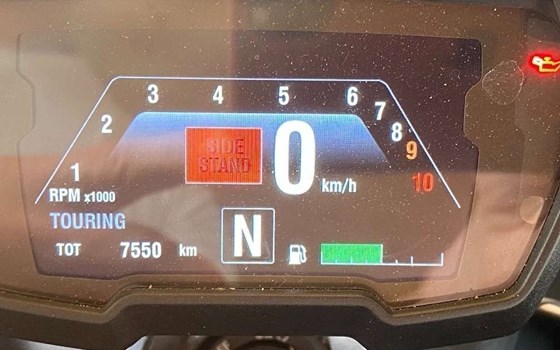 3 4 5 6
2 7
8
SIDE 0 9
STAND
1 km/h 10
RPM x1000
TOURING
TOT 7550 km N